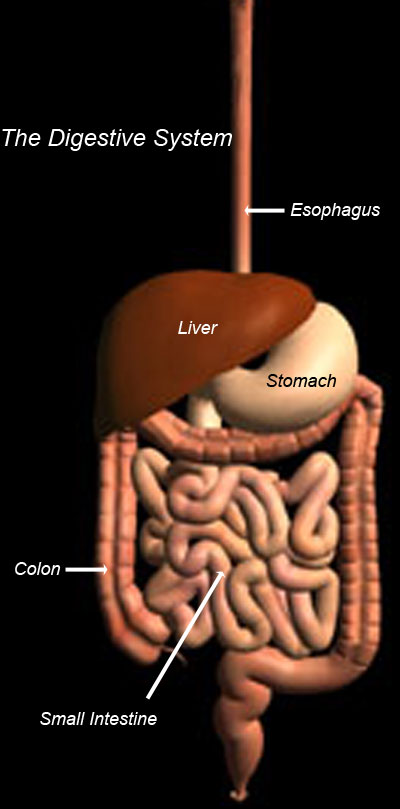 The Digestive System
Esophagus
Liver
Stomach
Colon
Small Intestine